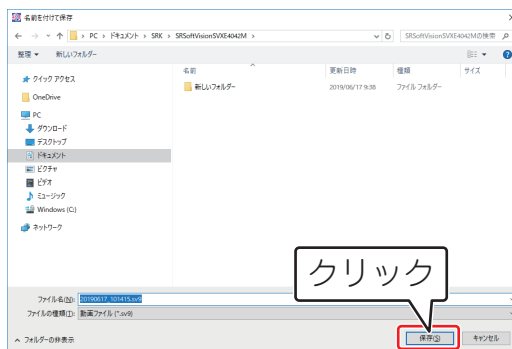 名前を付けて保存
PC › ドキュメント › SRK › SRSoftVisionSVXE4042M ›
SRSoftVisionSVXE4042Mの検索
整理 新しいフォルダー
名前 更新日時 種類 サイズ
新しいフォルダー 2019/06/17 9:38 ファイル フォルダー
クイック アクセス
OneDrive
PC
ダウンロード
デスクトップ
ドキュメント
ピクチャ
ビデオ
ミュージック
Windows (C:)
ネットワーク
クリック
ファイル名(N): 20190617_101415.sv9
ファイルの種類(T): 動画ファイル (*.sv9)
フォルダーの非表示
保存(S) キャンセル